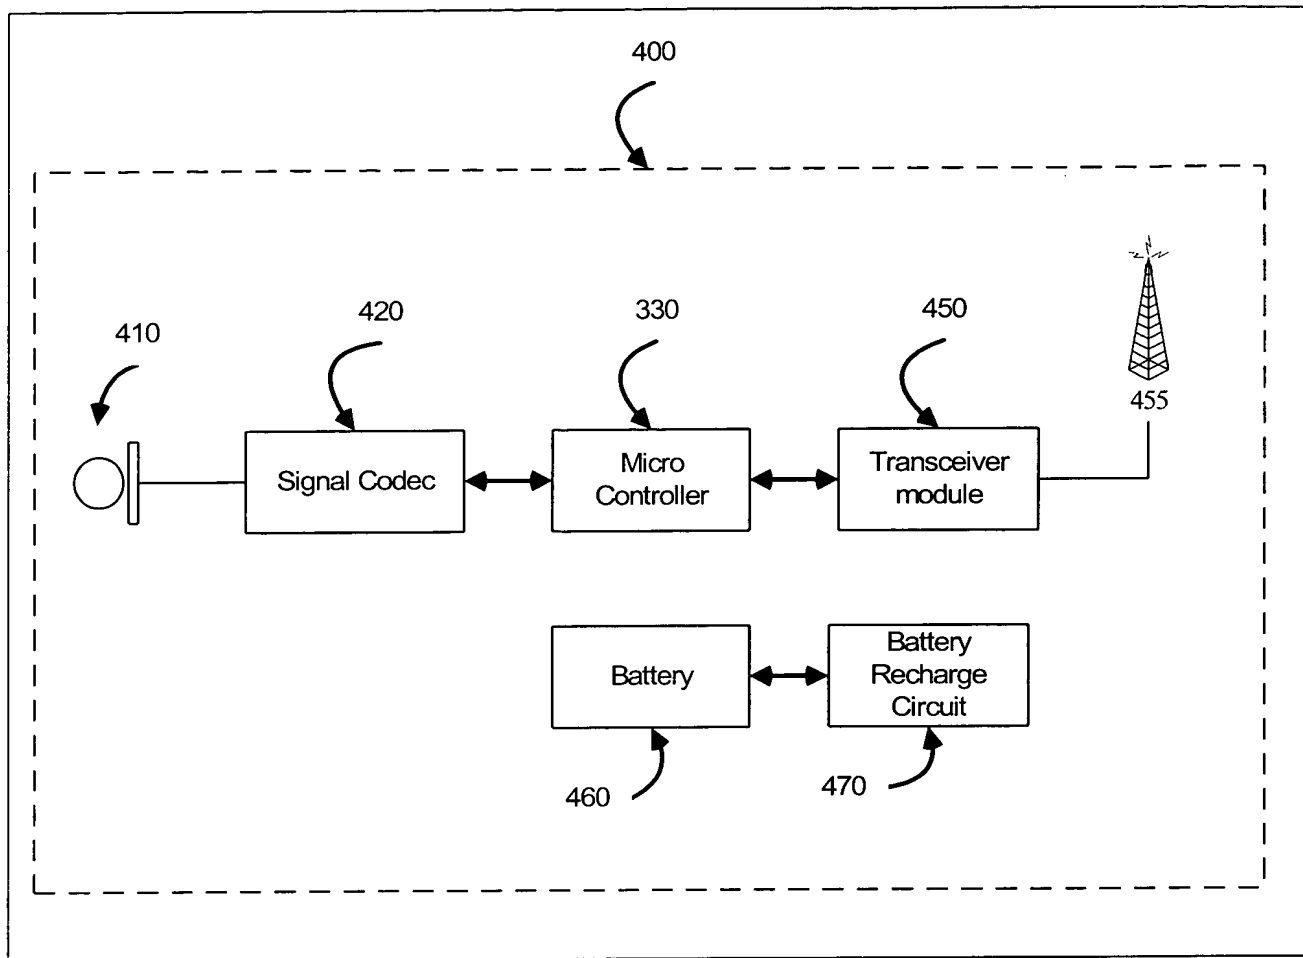 400
410
420
330
450
455
Signal Codec
Micro
Controller
Transceiver
module
Battery
Battery
Recharge
Circuit
460
470